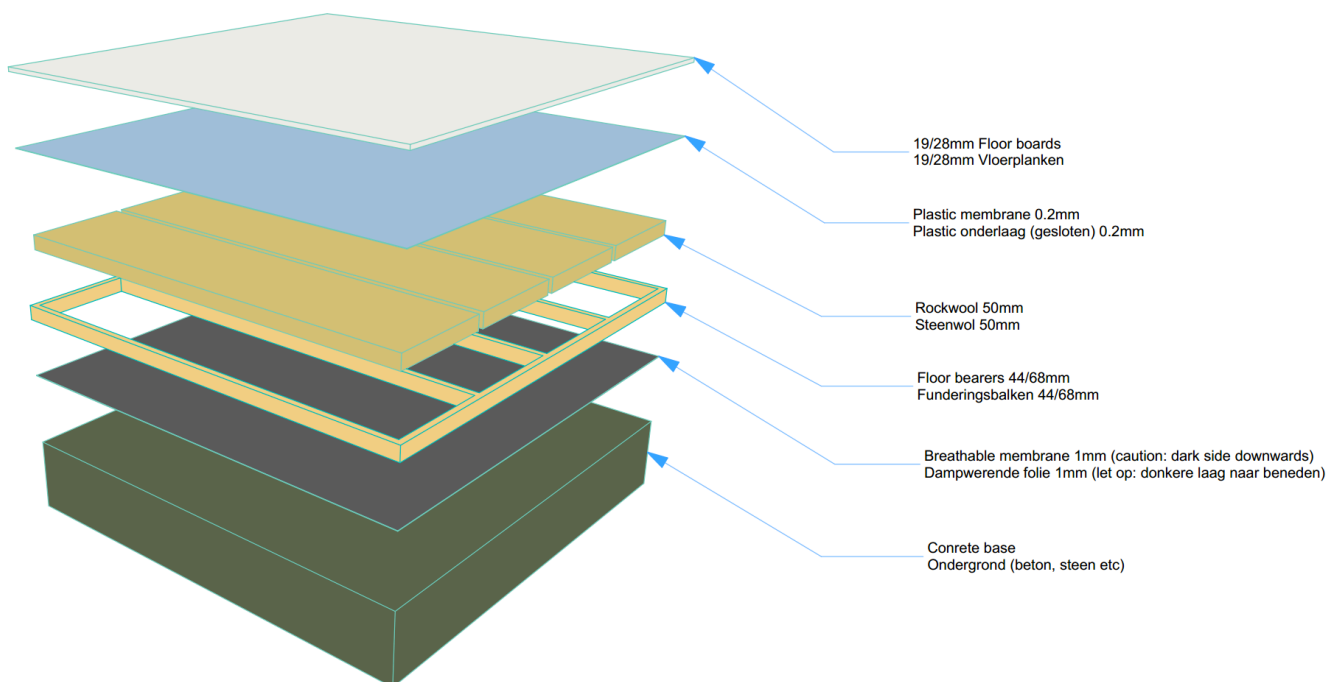 19/28mm Floor boards
19/28mm Vloerplanken
Plastic membrane 0.2mm
Plastic onderlaag (gesloten) 0.2mm
Rockwool 50mm
Steenwol 50mm
Floor bearers 44/68mm
Funderingsbalken 44/68mm
Breathable membrane 1mm (caution: dark side downwards)
Dampwerende folie 1mm (let op: donkere laag naar beneden)
Conrete base
Ondergrond (beton, steen etc)